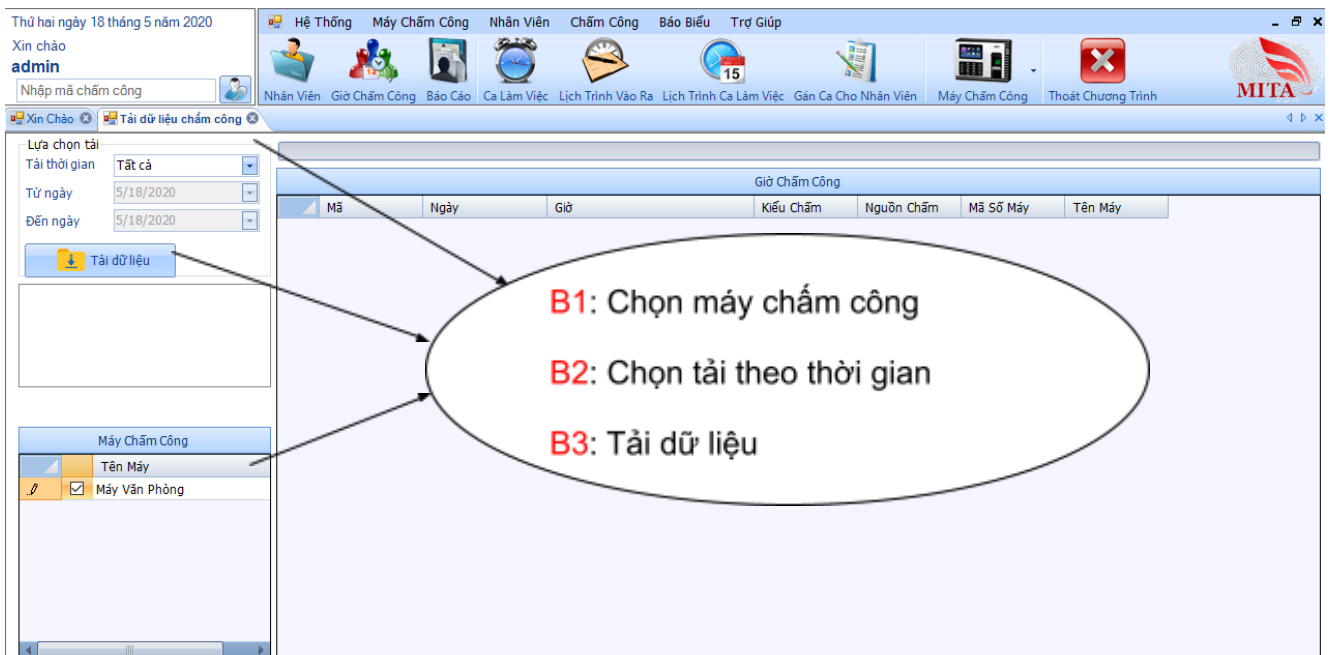 Thứ hai ngày 18 tháng 5 năm 2020
Xin chào
admin
Nhập mã chấm công
Hệ Thống Máy Chấm Công Nhân Viên Chấm Công Báo Biểu Trợ Giúp
Nhân Viên Giờ Chấm Công Báo Cáo Ca Làm Việc Lịch Trình Vào Ra Lịch Trình Ca Làm Việc Gán Ca Cho Nhân Viên Máy Chấm Công Thoát Chương Trình
12
15
MITA
Xin Chào Tải dữ liệu chấm công
Lựa chọn tải
Tải thời gian Tất cả
Từ ngày 5/18/2020
Đến ngày 5/18/2020
Tải dữ liệu
Giờ Chấm Công
Mã Ngày Giờ Kiểu Chấm Nguồn Chấm Mã Số Máy Tên Máy
B1: Chọn máy chấm công
B2: Chọn tải theo thời gian
B3: Tải dữ liệu
Máy Chấm Công
Tên Máy
Máy Văn Phòng